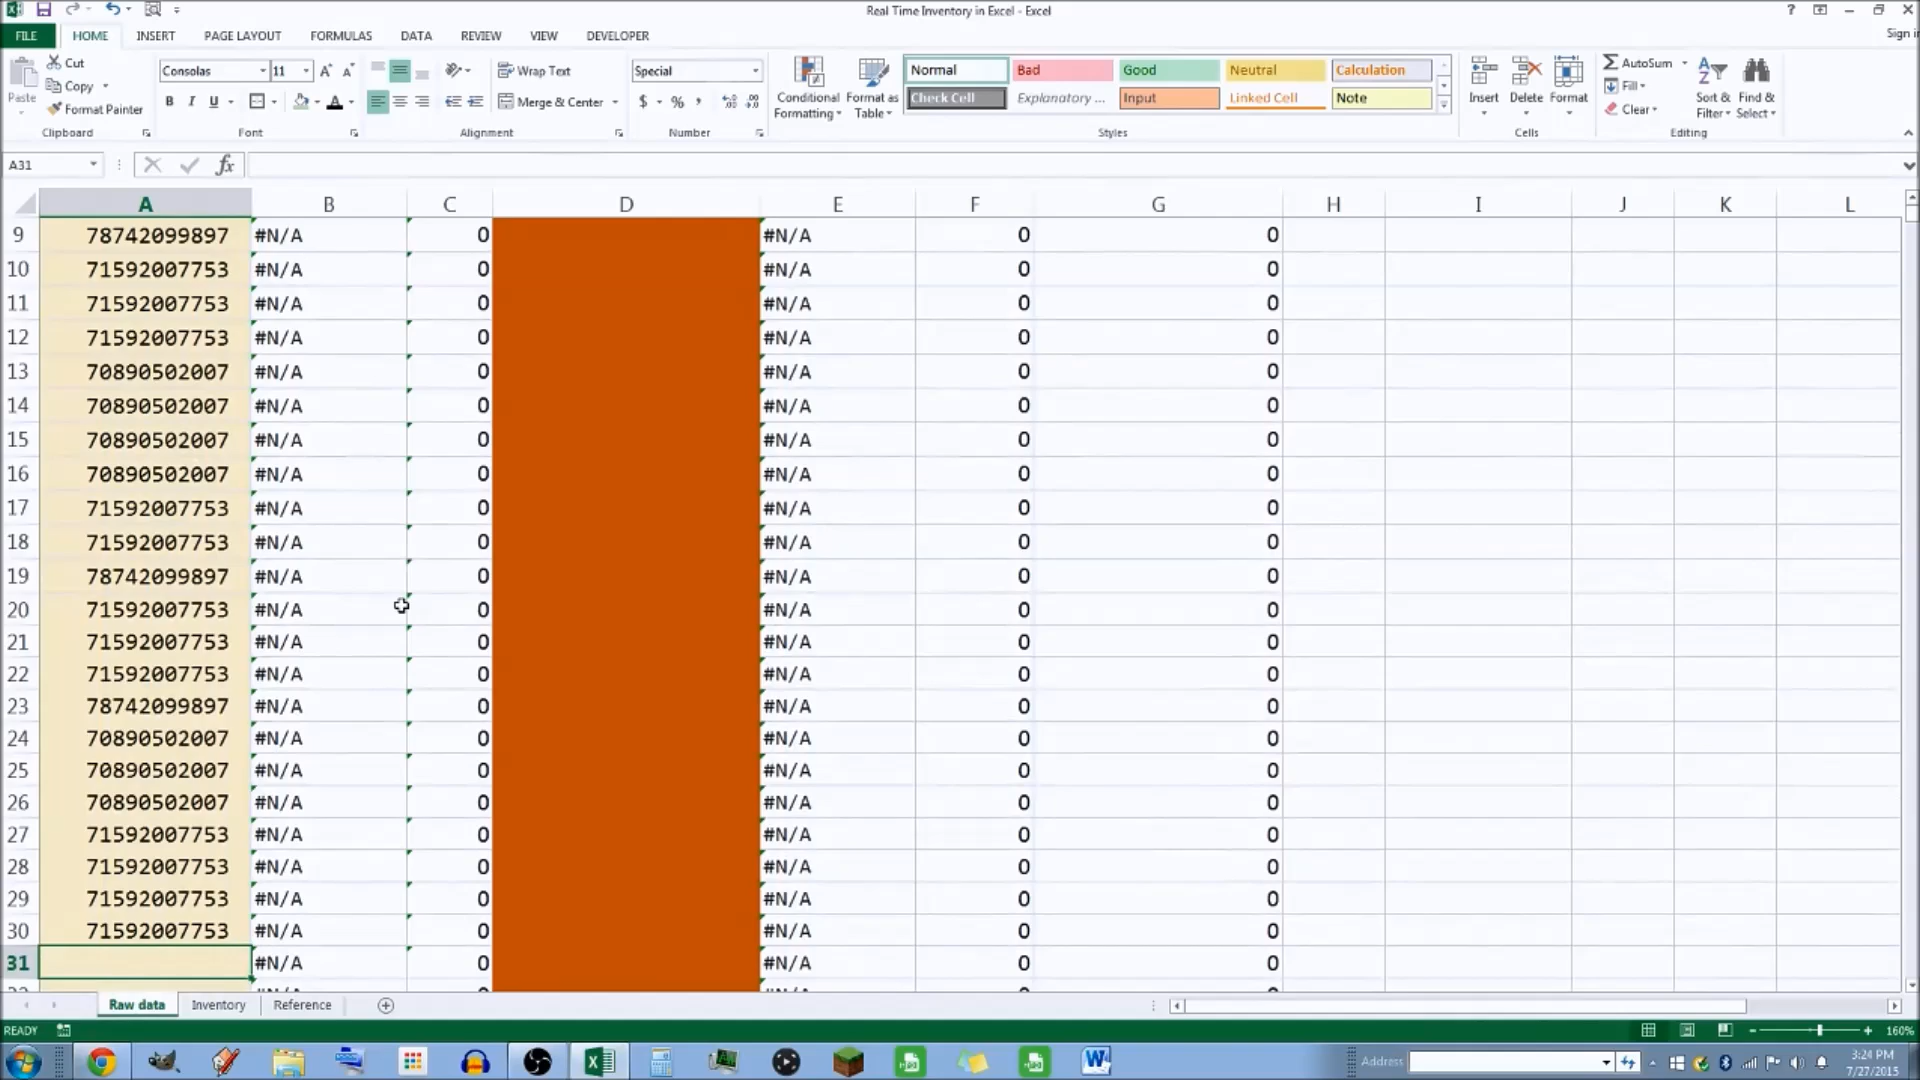 Real Time Inventory in Excel - Excel
?
FILE HOME INSERT PAGE LAYOUT FORMULAS DATA REVIEW VIEW DEVELOPER
Paste
Cut
Copy
Format Painter
Clipboard
Consolas 11
B I U
Font
Wrap Text
Merge & Center
Alignment
Special
$ % ,
Number
Conditional Formatting
Format as Table
Normal Bad Good Neutral Calculation
Check Cell Explanatory ... Input Linked Cell Note
Styles
Insert Delete Format
Cells
AutoSum
Fill
Clear
Sort & Filter
Find & Select
Editing
A31
fx
A B C D E F G H I J K L
9 78742099897 #N/A 0 #N/A 0 0
10 71592007753 #N/A 0 #N/A 0 0
11 71592007753 #N/A 0 #N/A 0 0
12 71592007753 #N/A 0 #N/A 0 0
13 70890502007 #N/A 0 #N/A 0 0
14 70890502007 #N/A 0 #N/A 0 0
15 70890502007 #N/A 0 #N/A 0 0
16 70890502007 #N/A 0 #N/A 0 0
17 71592007753 #N/A 0 #N/A 0 0
18 71592007753 #N/A 0 #N/A 0 0
19 78742099897 #N/A 0 #N/A 0 0
20 71592007753 #N/A 0 #N/A 0 0
21 71592007753 #N/A 0 #N/A 0 0
22 71592007753 #N/A 0 #N/A 0 0
23 78742099897 #N/A 0 #N/A 0 0
24 70890502007 #N/A 0 #N/A 0 0
25 70890502007 #N/A 0 #N/A 0 0
26 70890502007 #N/A 0 #N/A 0 0
27 71592007753 #N/A 0 #N/A 0 0
28 71592007753 #N/A 0 #N/A 0 0
29 71592007753 #N/A 0 #N/A 0 0
30 71592007753 #N/A 0 #N/A 0 0
31 #N/A 0 #N/A 0 0
Raw data Inventory Reference
READY
160%
Address
3:24 PM
7/27/2015